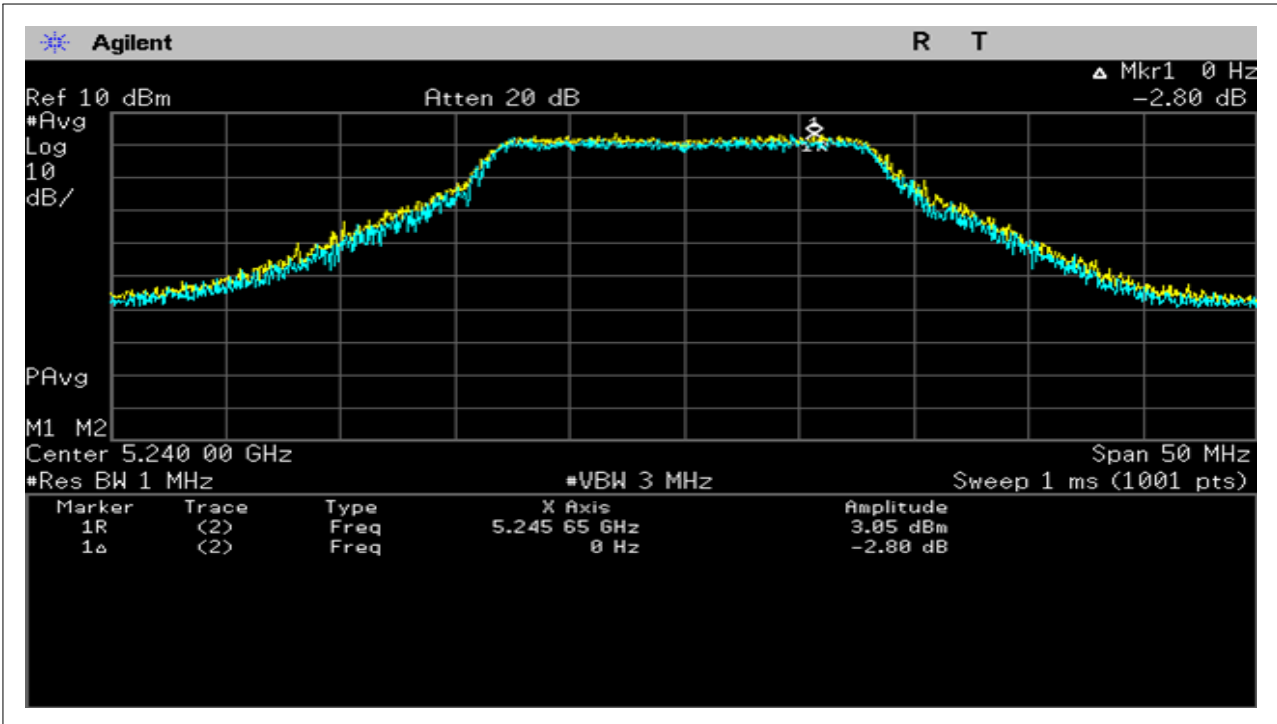 Agilent R T
▵ Mkr1 0 Hz
Ref 10 dBm Atten 20 dB -2.80 dB
#Avg
Log
10
dB/
1
1R
PAvg
M1 M2
Center 5.240 00 GHz Span 50 MHz
#Res BW 1 MHz #VBW 3 MHz Sweep 1 ms (1001 pts)
Marker Trace Type X Axis Amplitude
1R (2) Freq 5.245 65 GHz 3.05 dBm
1▵ (2) Freq 0 Hz -2.80 dB